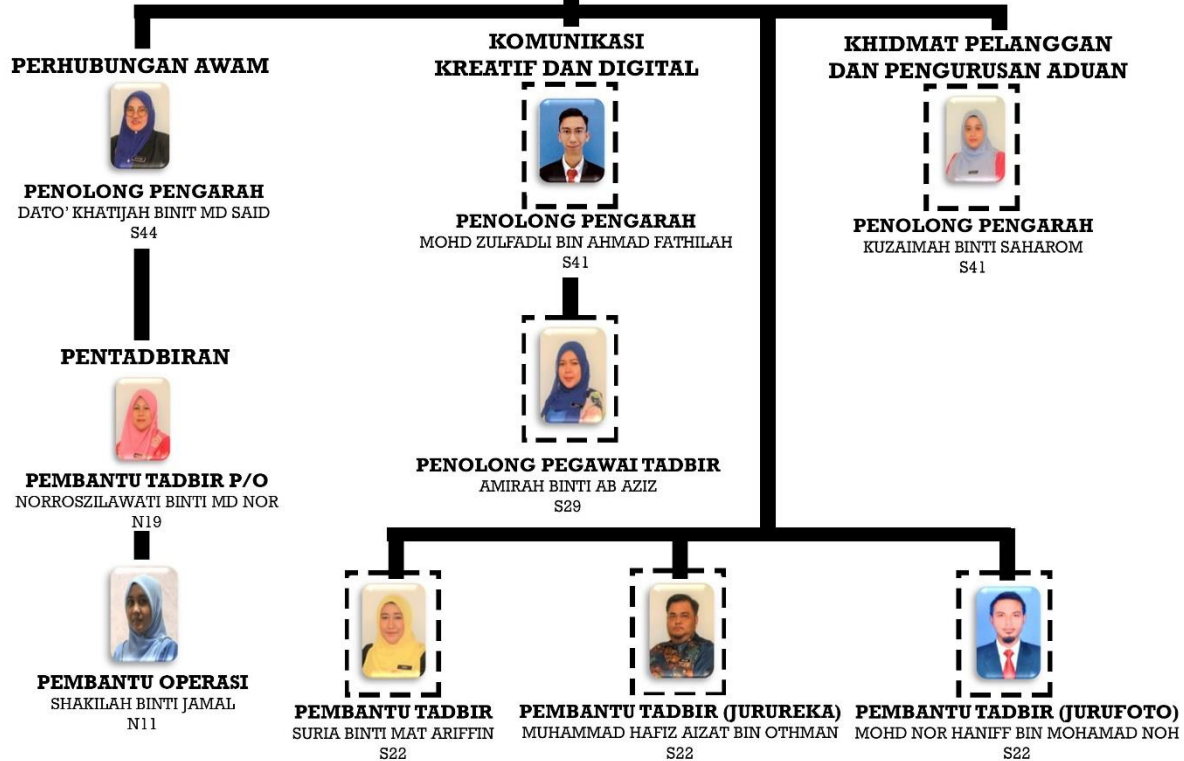 PERHUBUNGAN AWAM
PENOLONG PENGARAH
DATO' KHATIJAH BINIT MD SAID
S44
PENTADBIRAN
PEMBANTU TADBIR P/O
NORROSZILAWATI BINTI MD NOR
N19
PEMBANTU OPERASI
SHAKILAH BINTI JAMAL
N11
KOMUNIKASI
KREATIF DAN DIGITAL
PENOLONG PENGARAH
MOHD ZULFADLI BIN AHMAD FATHILAH
S41
PENOLONG PEGAWAI TADBIR
AMIRAH BINTI AB AZIZ
S29
KHIDMAT PELANGGAN
DAN PENGURUSAN ADUAN
PENOLONG PENGARAH
KUZAIMAH BINTI SAHAROM
S41
PEMBANTU TADBIR
SURIA BINTI MAT ARIFFIN
S22
PEMBANTU TADBIR (JURUREKA)
MUHAMMAD HAFIZ AIZAT BIN OTHMAN
S22
PEMBANTU TADBIR (JURUFOTO)
MOHD NOR HANIFF BIN MOHAMAD NOH
S22